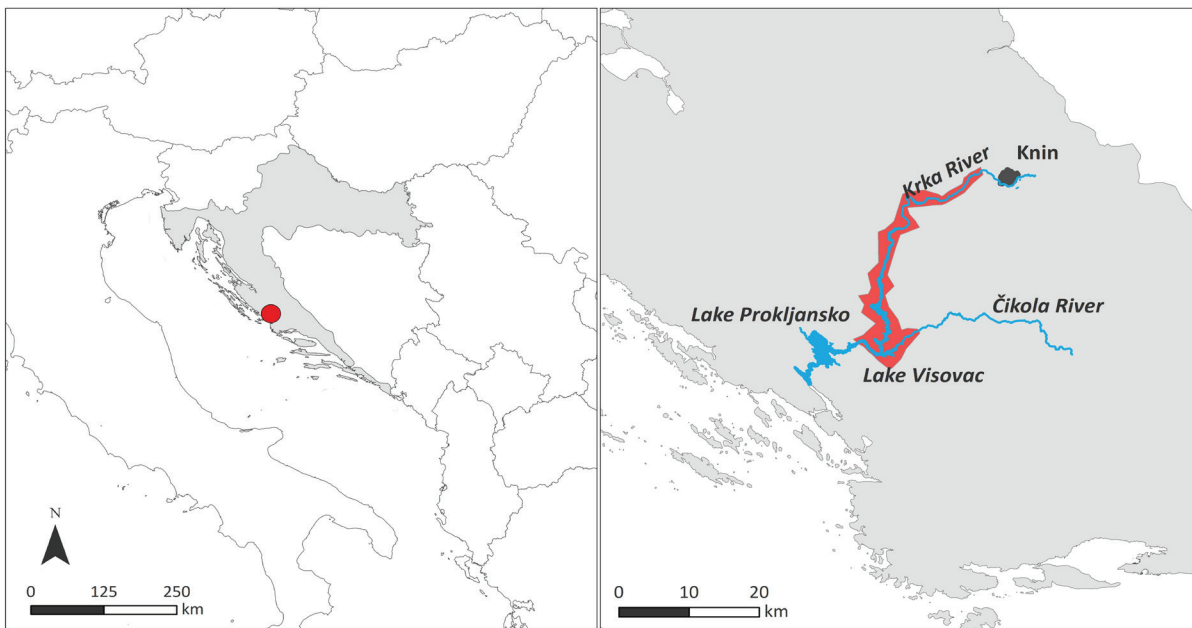 N
0 125 250
km
Krka River
Knin
Lake Prokljansko
Čikola River
Lake Visovac
0 10 20
km